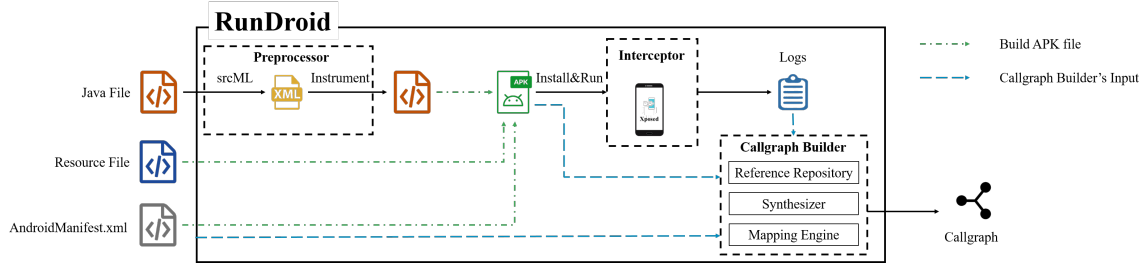 RunDroid
Preprocessor
srcML
Instrument
XML
Java File
APK
Install&Run
Interceptor
Xposed
Logs
Build APK file
Callgraph Builder's Input
Resource File
Callgraph Builder
Reference Repository
Synthesizer
Mapping Engine
AndroidManifest.xml
Callgraph